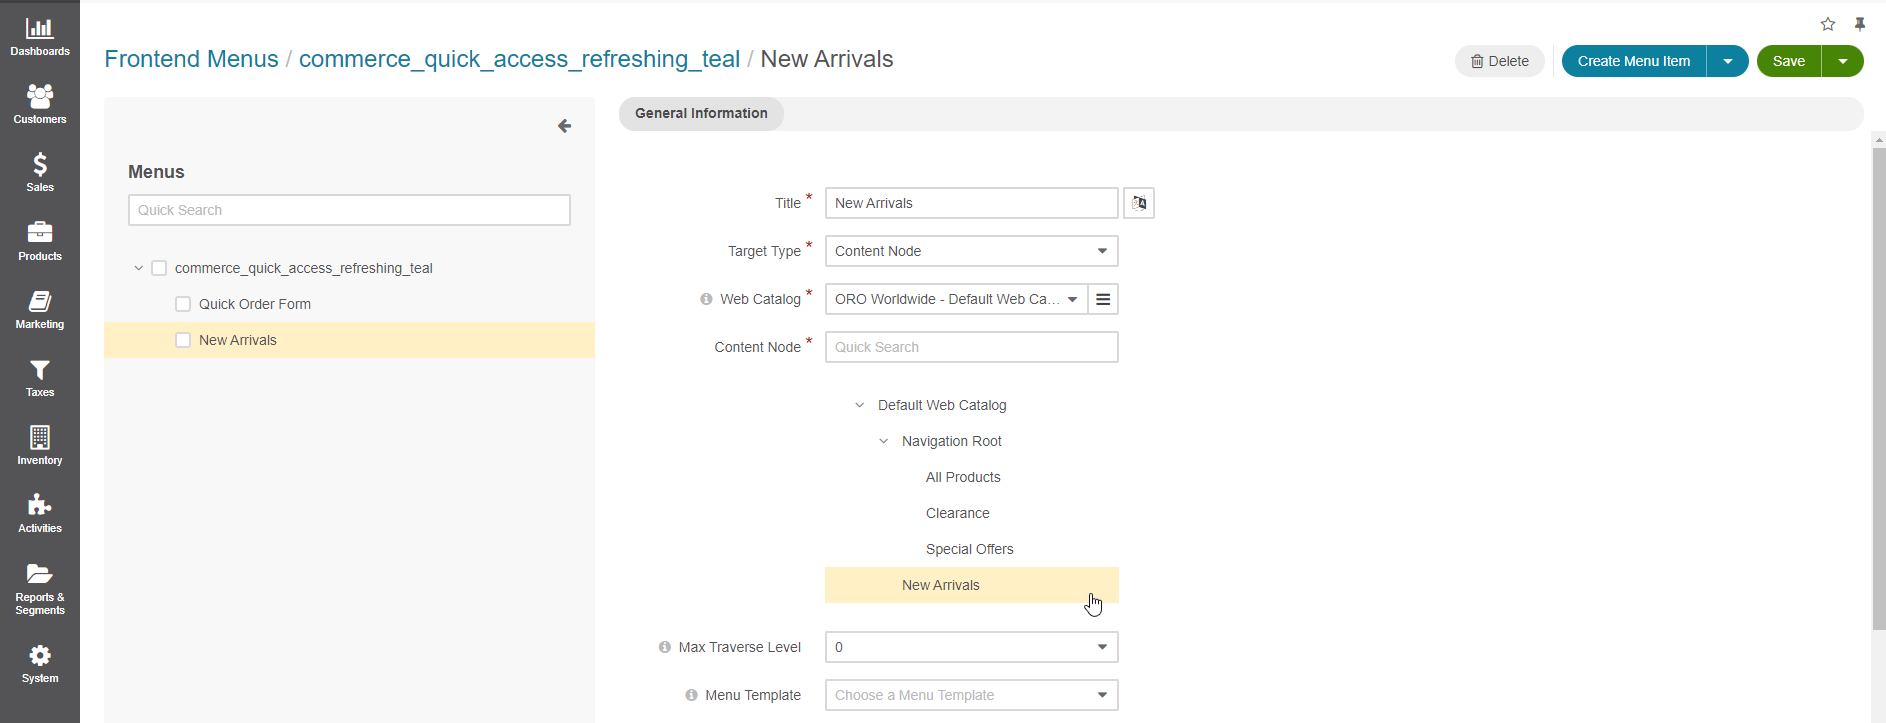 Dashboards
Customers
Sales
Products
Marketing
Taxes
Inventory
Activities
Reports &
Segments
System
Frontend Menus / commerce_quick_access_refreshing_teal / New Arrivals
Delete
Create Menu Item
Save
Menus
Quick Search
commerce_quick_access_refreshing_teal
Quick Order Form
New Arrivals
General Information
Title * New Arrivals
Target Type * Content Node
Web Catalog * ORO Worldwide - Default Web Ca...
Content Node * Quick Search
Default Web Catalog
Navigation Root
All Products
Clearance
Special Offers
New Arrivals
Max Traverse Level 0
Menu Template Choose a Menu Template